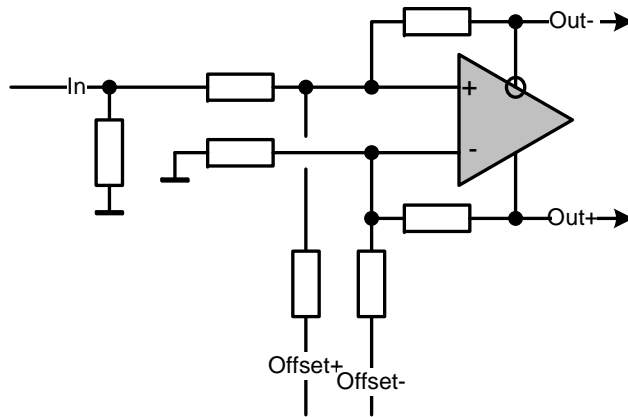 Out-
In
+
-
Out+
Offset+
Offset-